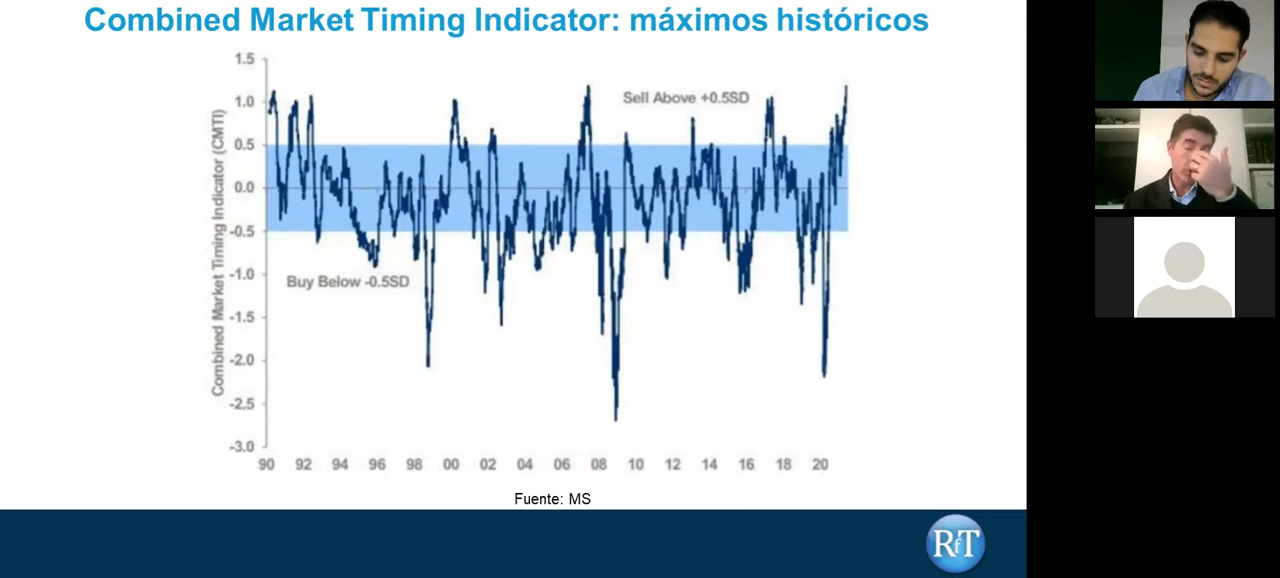 Combined Market Timing Indicator: máximos históricos
Combined Market Timing Indicator (CMTI)
1.5
1.0
0.5
0.0
-0.5
-1.0
-1.5
-2.0
-2.5
-3.0
Sell Above +0.5SD
Buy Below -0.5SD
90 92 94 96 98 00 02 04 06 08 10 12 14 16 18 20
Fuente: MS
RfT